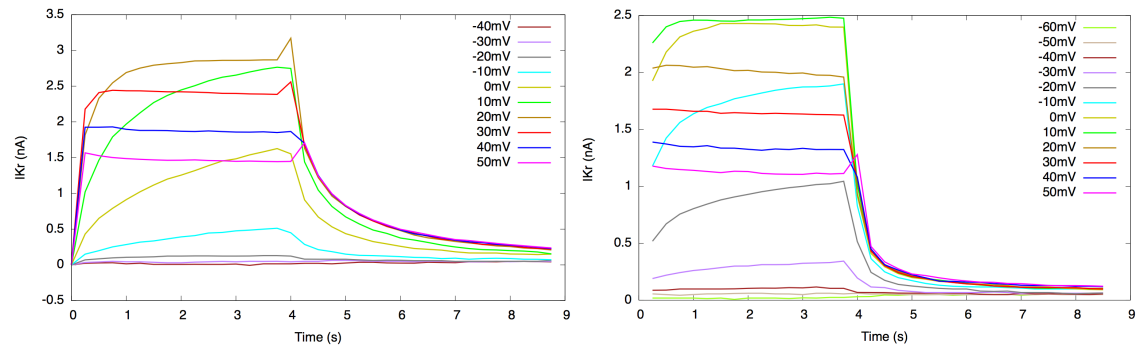 3.5
3
2.5
2
1.5
1
0.5
0
-0.5
IKr (nA)
0 1 2 3 4 5 6 7 8 9
Time (s)
-40mV
-30mV
-20mV
-10mV
0mV
10mV
20mV
30mV
40mV
50mV
2.5
2
1.5
1
0.5
0
IKr (nA)
0 1 2 3 4 5 6 7 8 9
Time (s)
-60mV
-50mV
-40mV
-30mV
-20mV
-10mV
0mV
10mV
20mV
30mV
40mV
50mV